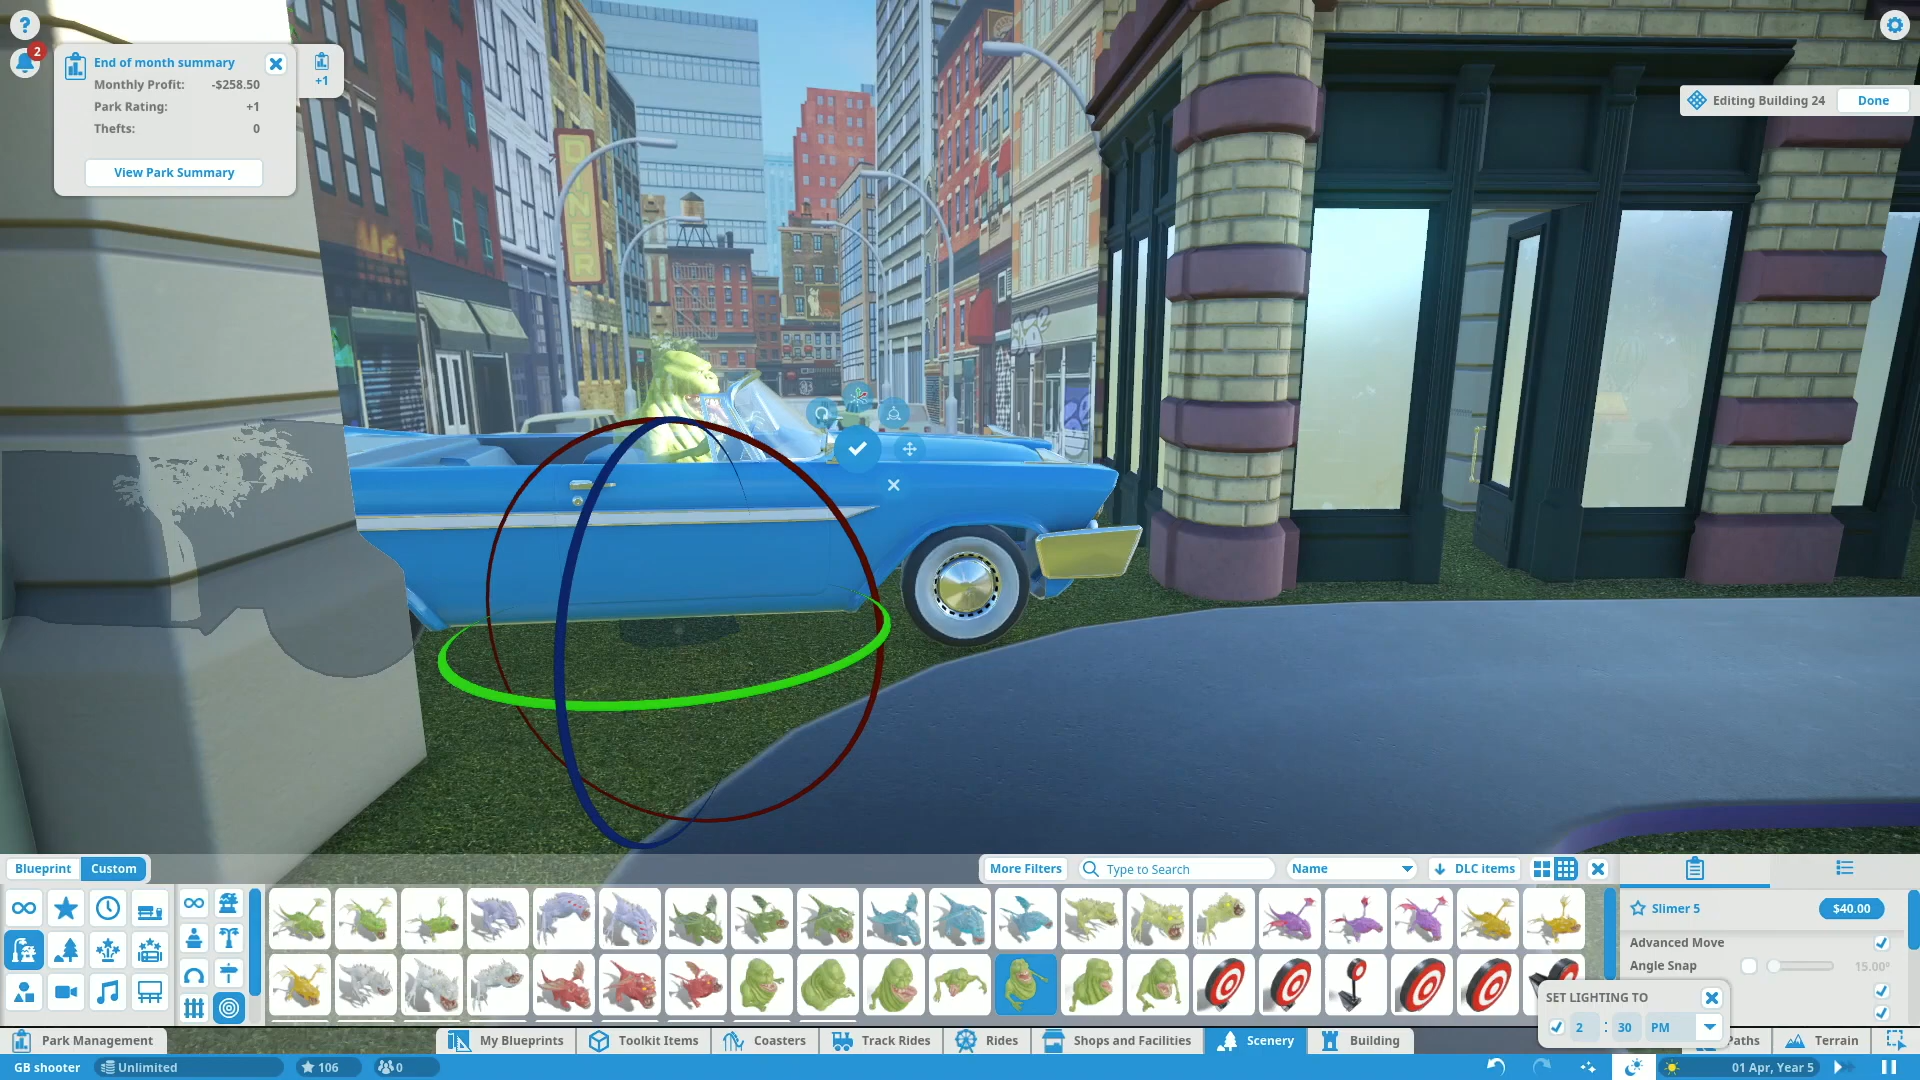 2
End of month summary
Monthly Profit: -$258.50
Park Rating: +1
Thefts: 0
View Park Summary
+1
Editing Building 24
Done
DINER
Blueprint
Custom
More Filters
Type to Search
Name
DLC items
Slimer 5
$40.00
Advanced Move
Angle Snap
15.00°
SET LIGHTING TO
2 : 30 PM
Park Management
My Blueprints
Toolkit Items
Coasters
Track Rides
Rides
Shops and Facilities
Scenery
Building
Paths
Terrain
GB shooter
Unlimited
106
0
01 Apr, Year 5